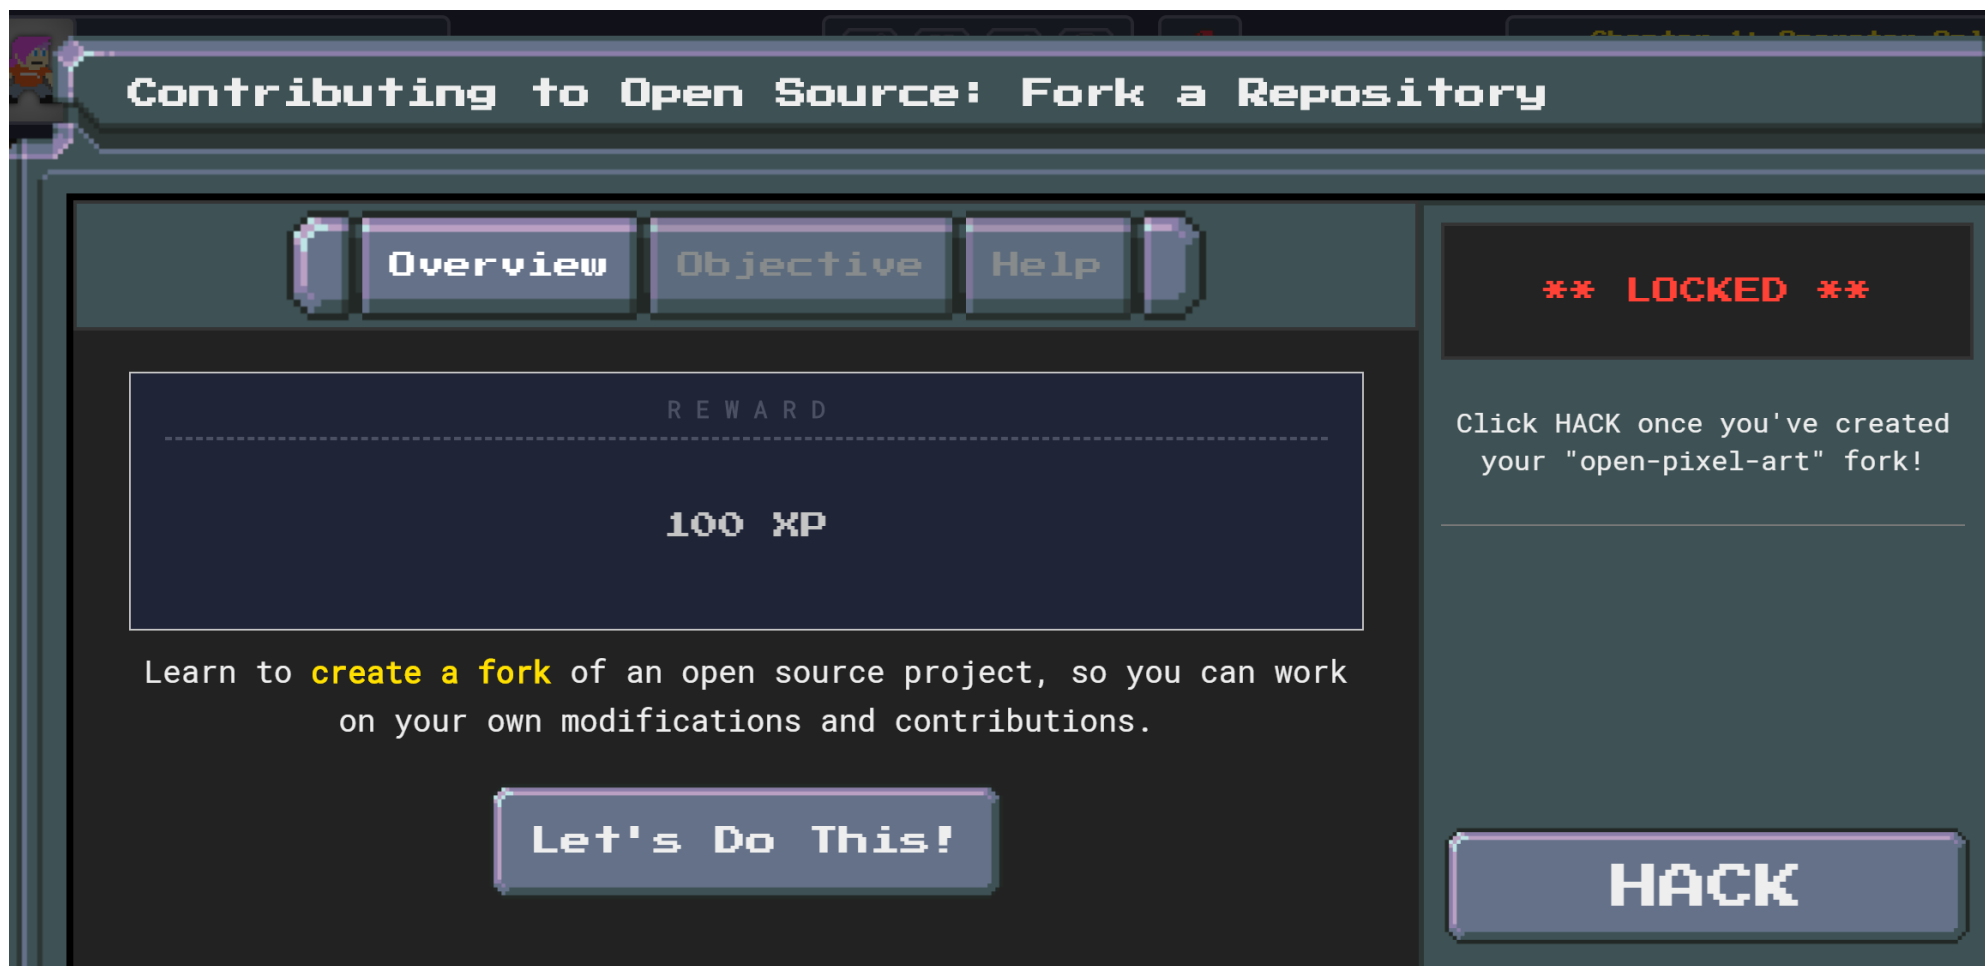 Contributing to Open Source: Fork a Repository
Overview
Objective
Help
** LOCKED **
REWARD
100 XP
Click HACK once you've created
your "open-pixel-art" fork!
Learn to create a fork of an open source project, so you can work
on your own modifications and contributions.
Let's Do This!
HACK